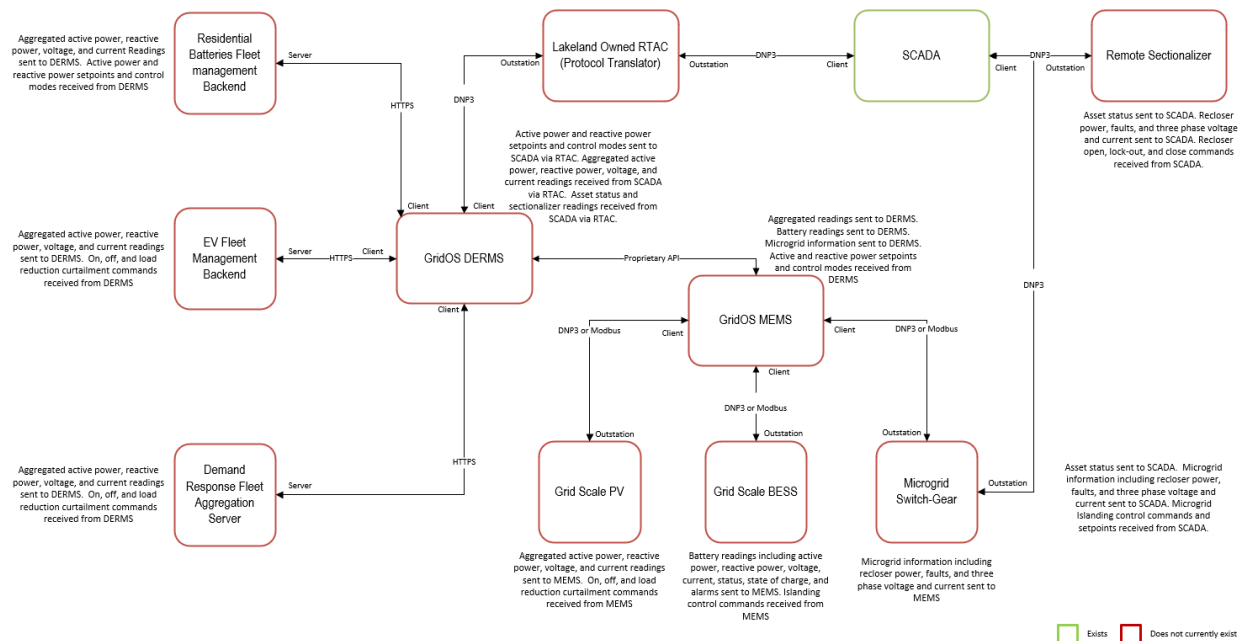 Aggregated active power, reactive
power, voltage, and current Readings
sent to DERMS.  Active power and
reactive power setpoints and control
modes received from DERMS
Residential
Batteries Fleet
management
Backend
Server
HTTPS
Client
Lakeland Owned RTAC
(Protocol Translator)
Outstation
DNP3
Client
Outstation
DNP3
Client
SCADA
Client
DNP3
Outstation
Remote Sectionalizer
Asset status sent to SCADA. Recloser
power, faults, and three phase voltage
and current sent to SCADA. Recloser
open, lock-out, and close commands
received from SCADA.
Active power and reactive power
setpoints and control modes sent to
SCADA via RTAC. Aggregated active
power, reactive power, voltage, and
current readings received from SCADA
via RTAC.  Asset status and
sectionalizer readings received from
SCADA via RTAC.
Aggregated active power, reactive
power, voltage, and current readings
sent to DERMS.  On, off, and load
reduction curtailment commands
received from DERMS
EV Fleet
Management
Backend
Server
HTTPS
Client
GridOS DERMS
Client
Proprietary API
Aggregated readings sent to DERMS.
Battery readings sent to DERMS.
Microgrid information sent to DERMS.
Active and reactive power setpoints
and control modes received from
DERMS
GridOS MEMS
DNP3
DNP3 or Modbus
Client
Client
DNP3 or Modbus
Client
DNP3 or Modbus
Outstation
Outstation
Outstation
HTTPS
Aggregated active power, reactive
power, voltage, and current readings
sent to DERMS.  On, off, and load
reduction curtailment commands
received from DERMS
Demand
Response Fleet
Aggregation
Server
Server
Grid Scale PV
Grid Scale BESS
Microgrid
Switch-Gear
Outstation
Asset status sent to SCADA.  Microgrid
information including recloser power,
faults, and three phase voltage and
current sent to SCADA. Microgrid
Islanding control commands and
setpoints received from SCADA.
Aggregated active power, reactive
power, voltage, and current readings
sent to MEMS.  On, off, and load
reduction curtailment commands
received from MEMS
Battery readings including active
power, reactive power, voltage,
current, status, state of charge, and
alarms sent to MEMS. Islanding
control commands received from
MEMS
Microgrid information including
recloser power, faults, and three
phase voltage and current sent to
MEMS
Exists
Does not currently exist